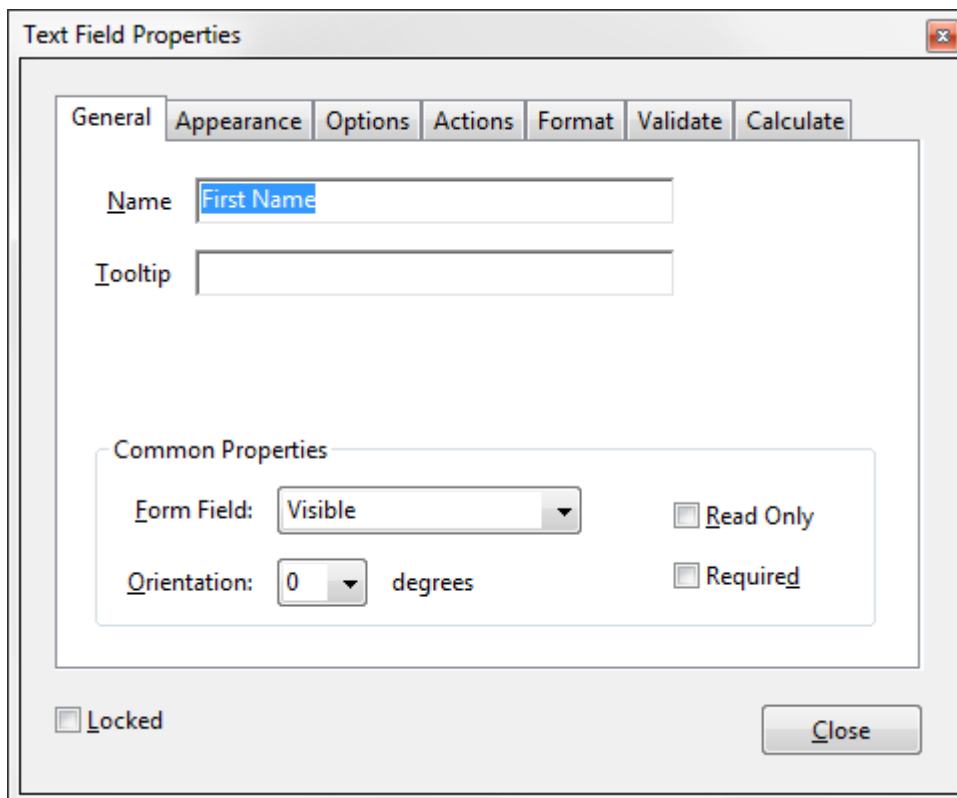 Text Field Properties
General Appearance Options Actions Format Validate Calculate
Name First Name
Tooltip
Common Properties
Form Field: Visible Read Only
Orientation: 0 degrees Required
Locked Close